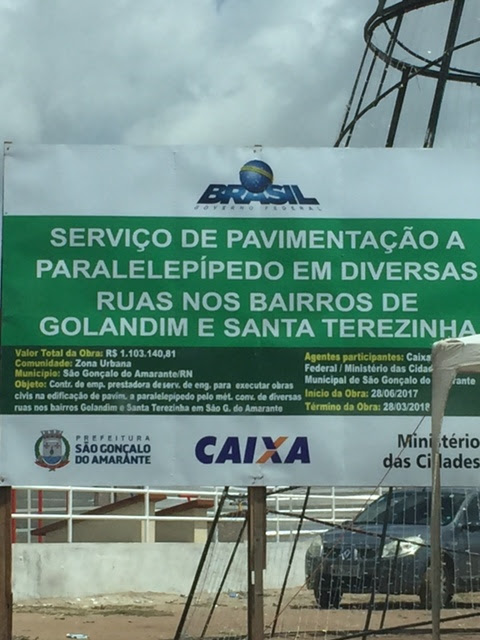 BRASIL
GOVERNO FEDERAL
SERVIÇO DE PAVIMENTAÇÃO A
PARALELEPÍPEDO EM DIVERSAS
RUAS NOS BAIRROS DE
GOLANDIM E SANTA TEREZINHA
Valor Total da Obra: R$ 1.103.140,81
Comunidade: Zona Urbana
Município: São Gonçalo do Amarante/RN
Objeto: Contr. de emp. prestadora de serv. de eng. para executar obras
civis na edificação de pavim. a paralelepípedo pelo mét. conv. de diversas
ruas nos bairros Golandim e Santa Terezinha em São G. do Amarante
Agentes participantes: Caixa
Federal / Ministério das Cidad
Municipal de São Gonçalo do Amarante
Início da Obra: 28/06/2017
Término da Obra: 28/03/2018
PREFEITURA
SÃO GONÇALO
DO AMARANTE
CAIXA
Ministério
das Cidades